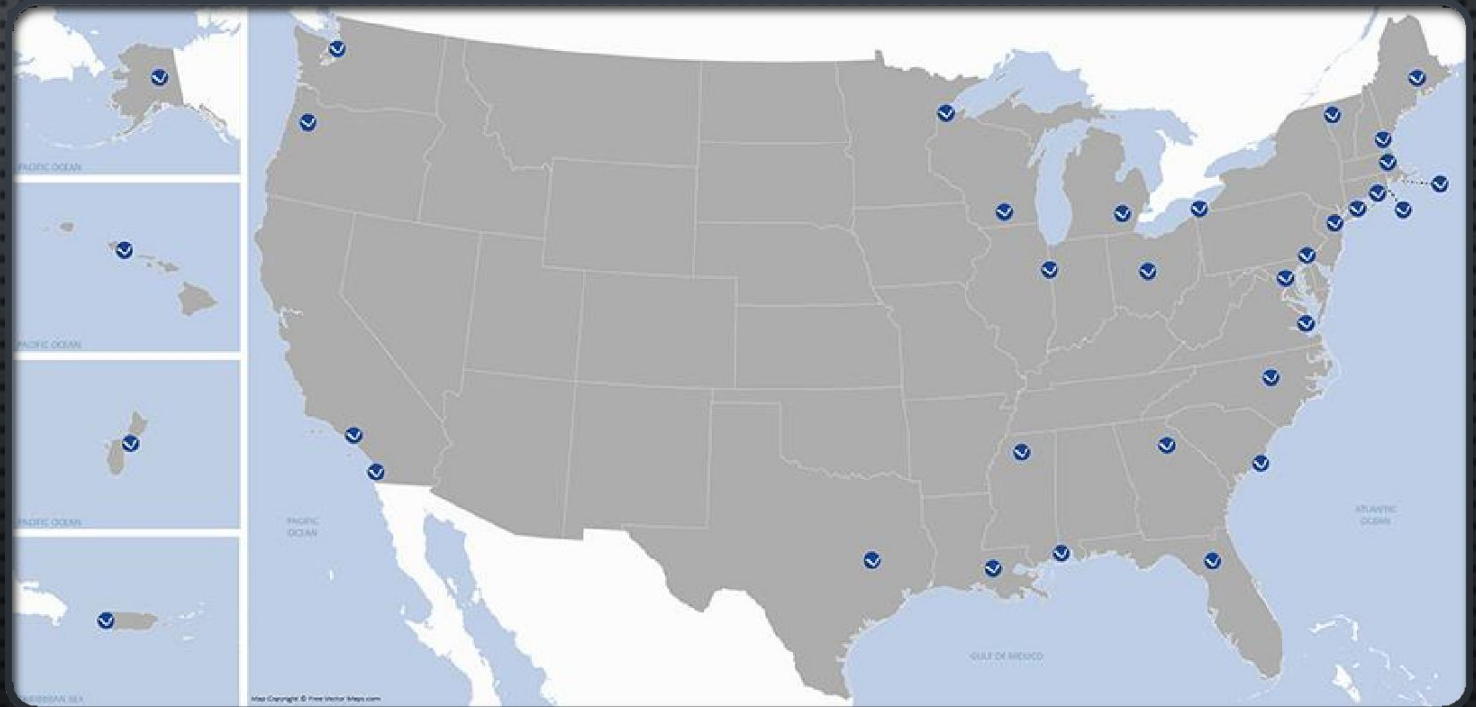 PACIFIC OCEAN
PACIFIC OCEAN
PACIFIC OCEAN
CARIBBEAN SEA
PACIFIC
OCEAN
ATLANTIC
OCEAN
GULF OF MEXICO
Map Copyright © Free Vector Maps.com